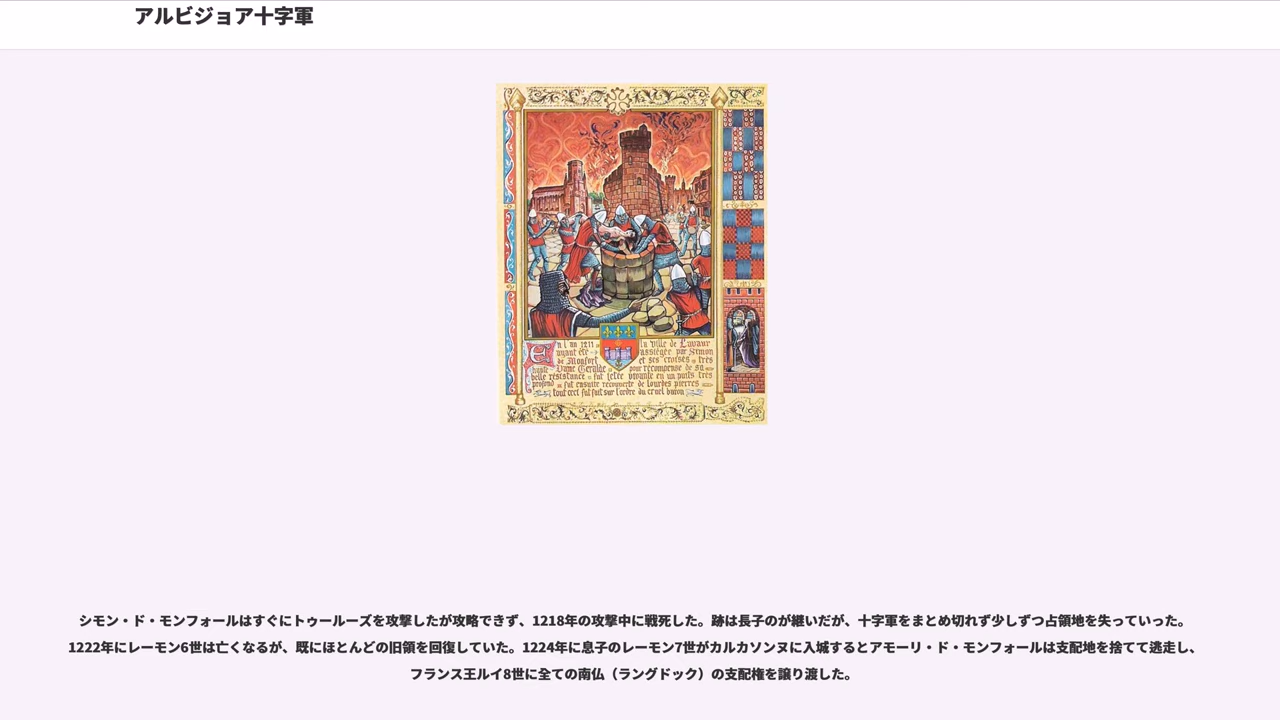 アルビジョア十字軍
En l'an 1211 la ville de Lavaur
ayant été assiégée par Simon
de Monfort et ses croisés très
haute Dame Geralde pour récompense de sa
belle résistance fut jetée vivante en un puits très
profond et fut ensuite recouverte de lourdes pierres
tout ceci fut fait sur l'ordre du cruel baron
シモン・ド・モンフォールはすぐにトゥールーズを攻撃したが攻略できず、1218年の攻撃中に戦死した。跡は長子のが継いだが、十字軍をまとめ切れず少しずつ占領地を失っていった。
1222年にレーモン6世は亡くなるが、既にほとんどの旧領を回復していた。1224年に息子のレーモン7世がカルカソンヌに入城するとアモーリ・ド・モンフォールは支配地を捨てて逃走し、
フランス王ルイ8世に全ての南仏（ラングドック）の支配権を譲り渡した。